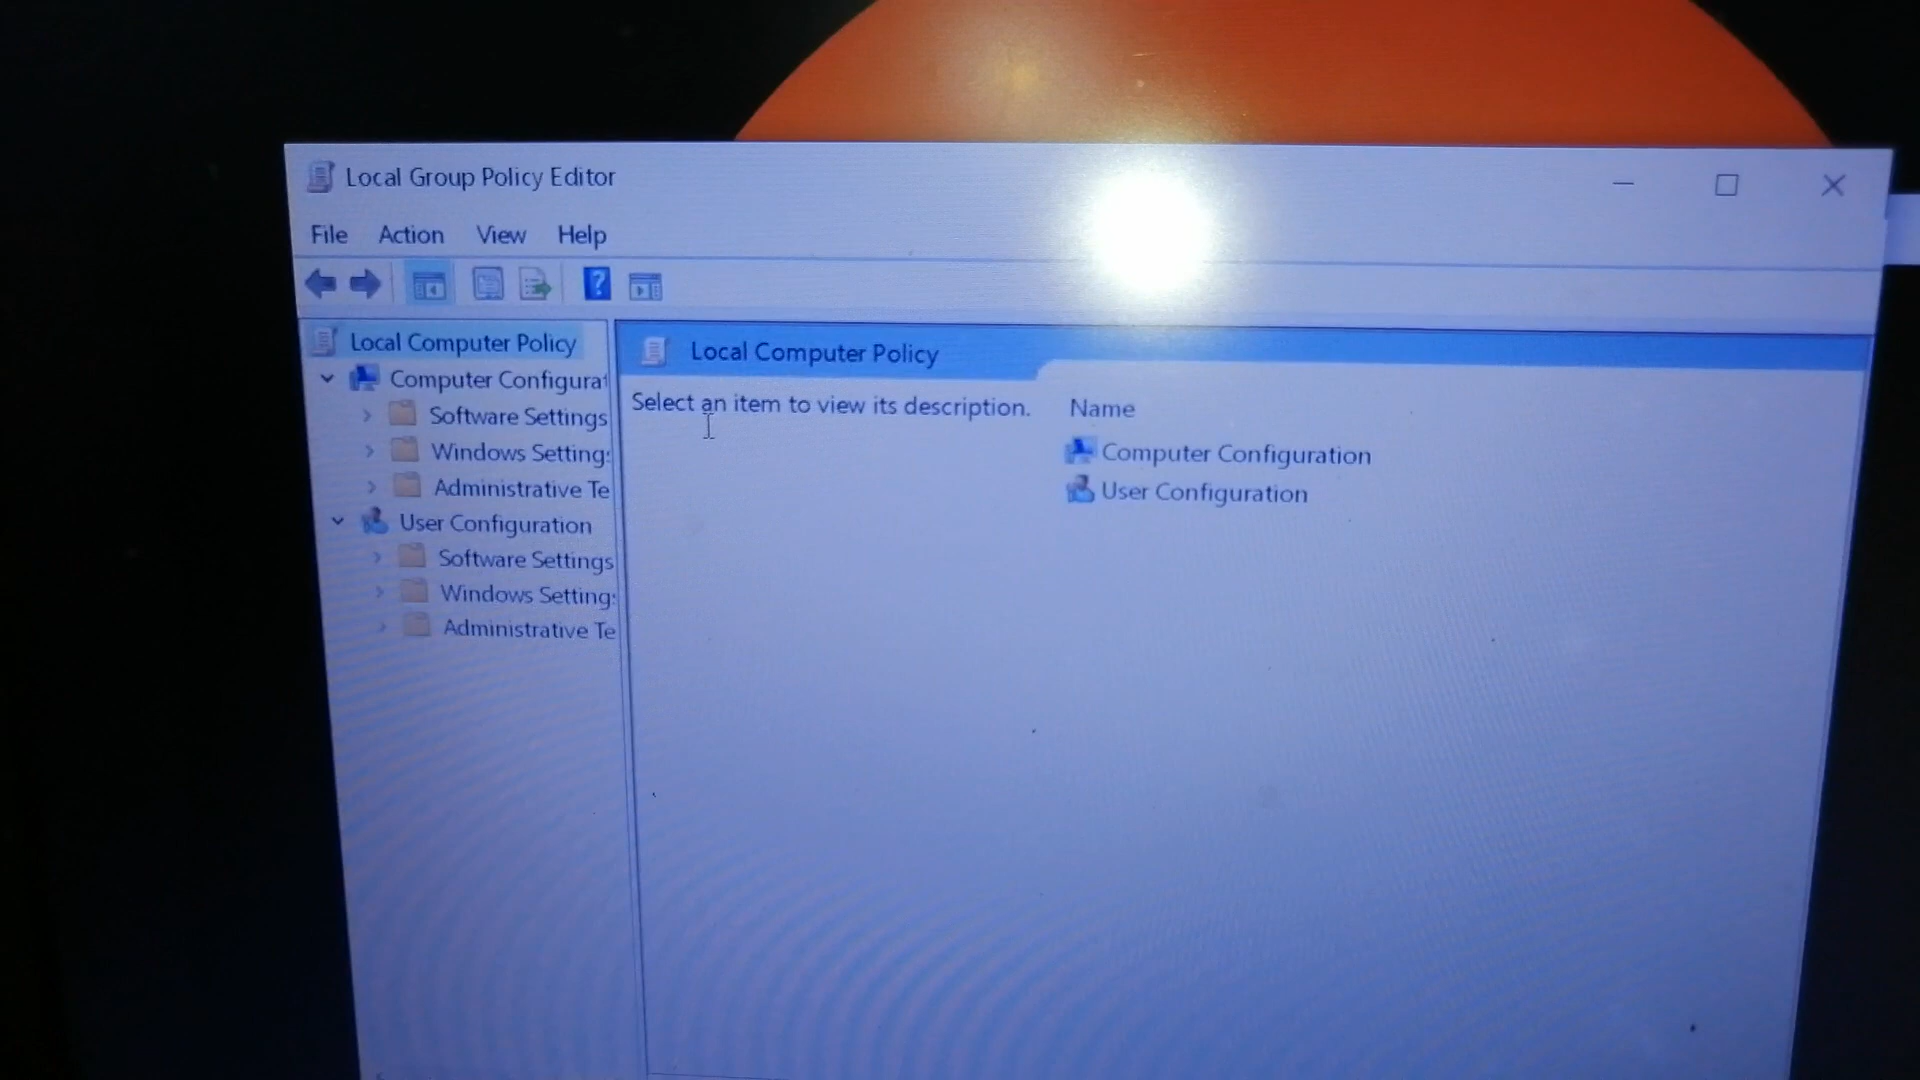 Local Group Policy Editor
File Action View Help
Local Computer Policy
Computer Configurat
Software Settings
Windows Setting
Administrative Te
User Configuration
Software Settings
Windows Setting
Administrative Te
Local Computer Policy
Select an item to view its description.
Name
Computer Configuration
User Configuration